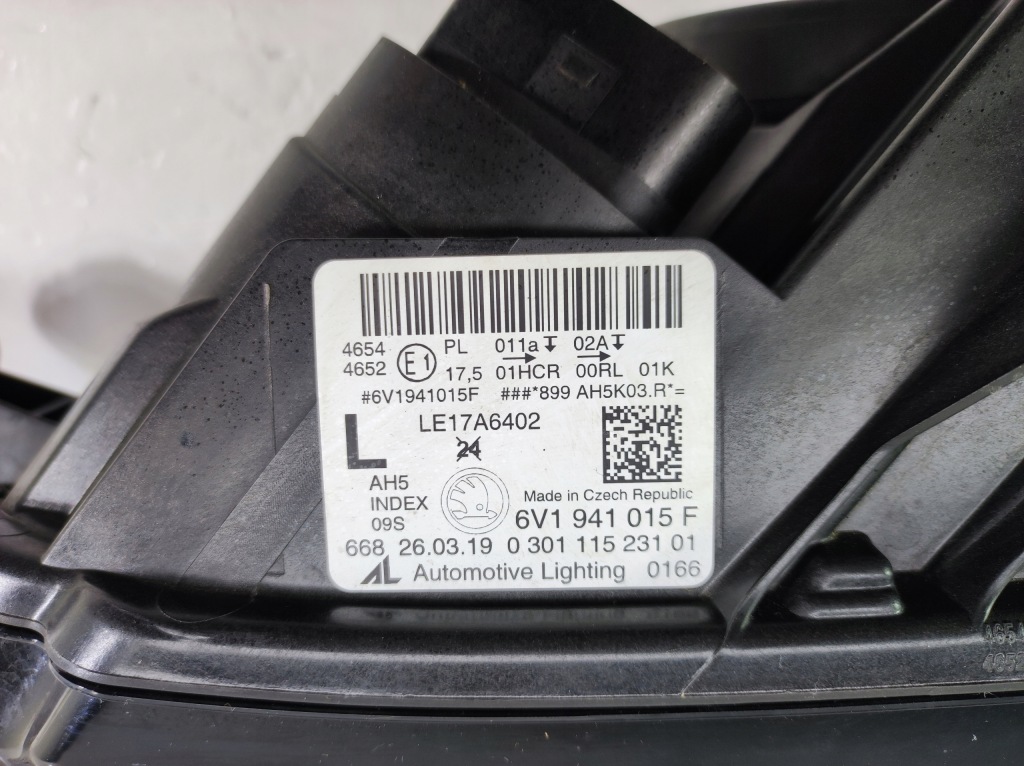 4654 E1 PL 011a 02A
4652 17,5 01HCR 00RL 01K
#6V1941015F ###*899 AH5K03.R*=
L LE17A6402
24
AH5
INDEX
09S
Made in Czech Republic
6V1 941 015 F
668 26.03.19 0 301 115 231 01
AL Automotive Lighting 0166